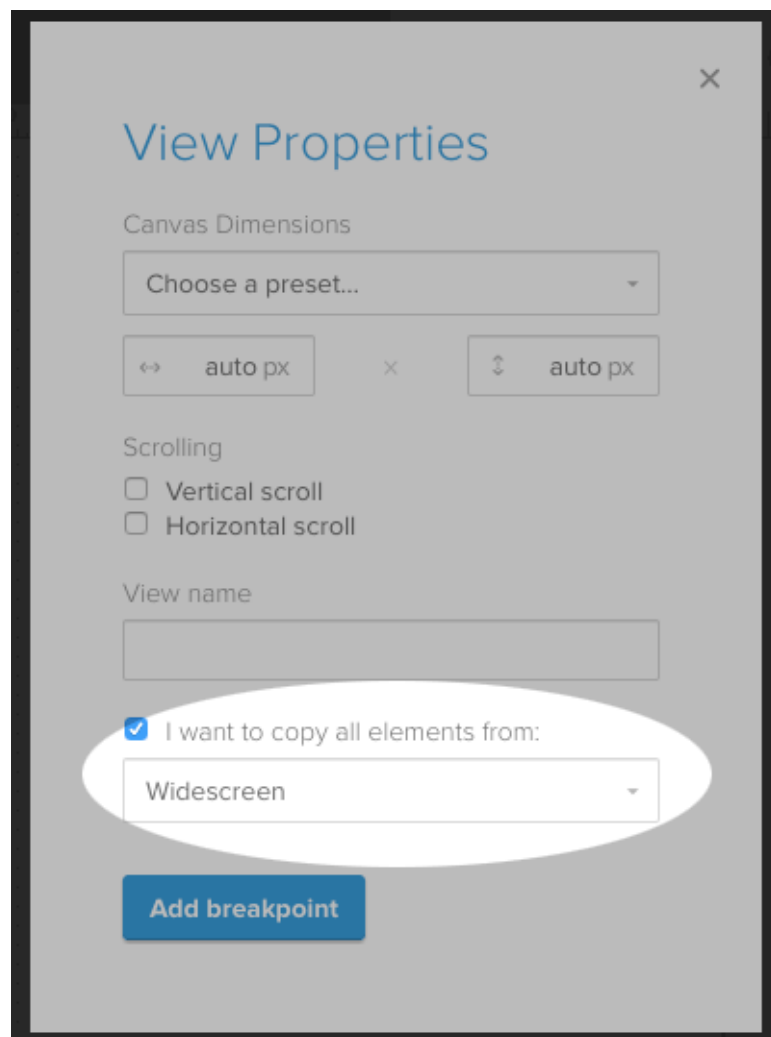 View Properties
Canvas Dimensions
Choose a preset...
auto px × auto px
Scrolling
Vertical scroll
Horizontal scroll
View name
I want to copy all elements from:
Widescreen
Add breakpoint